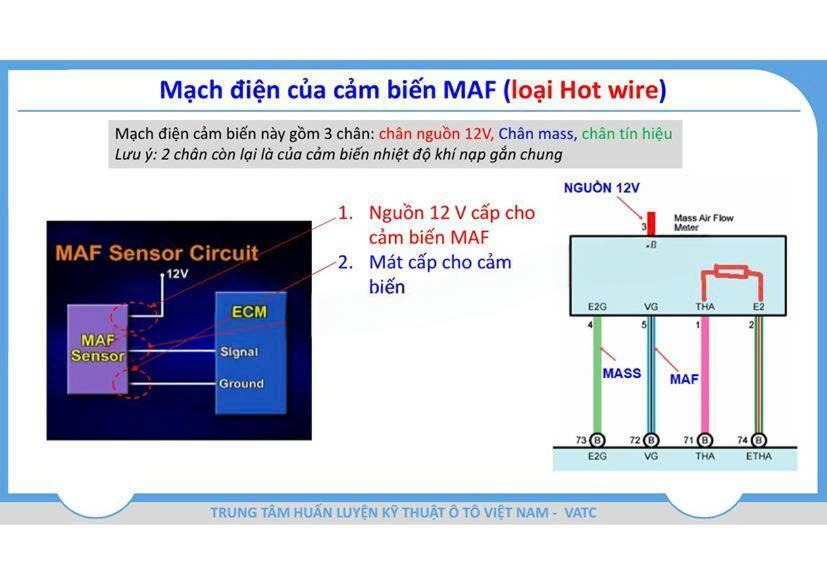 Mạch điện của cảm biến MAF (loại Hot wire)
Mạch điện cảm biến này gồm 3 chân: chân nguồn 12V, Chân mass, chân tín hiệu
Lưu ý: 2 chân còn lại là của cảm biến nhiệt độ khí nạp gắn chung
1. Nguồn 12 V cấp cho
cảm biến MAF
2. Mát cấp cho cảm
biến
MAF Sensor Circuit
12V
ECM
MAF
Sensor
Signal
Ground
NGUỒN 12V
3
Mass Air Flow
Meter
E2G VG THA E2
4 5 1 2
MASS
MAF
73 B 72 B 71 B 74 B
E2G VG THA ETHA
TRUNG TÂM HUẤN LUYỆN KỸ THUẬT Ô TÔ VIỆT NAM - VATC